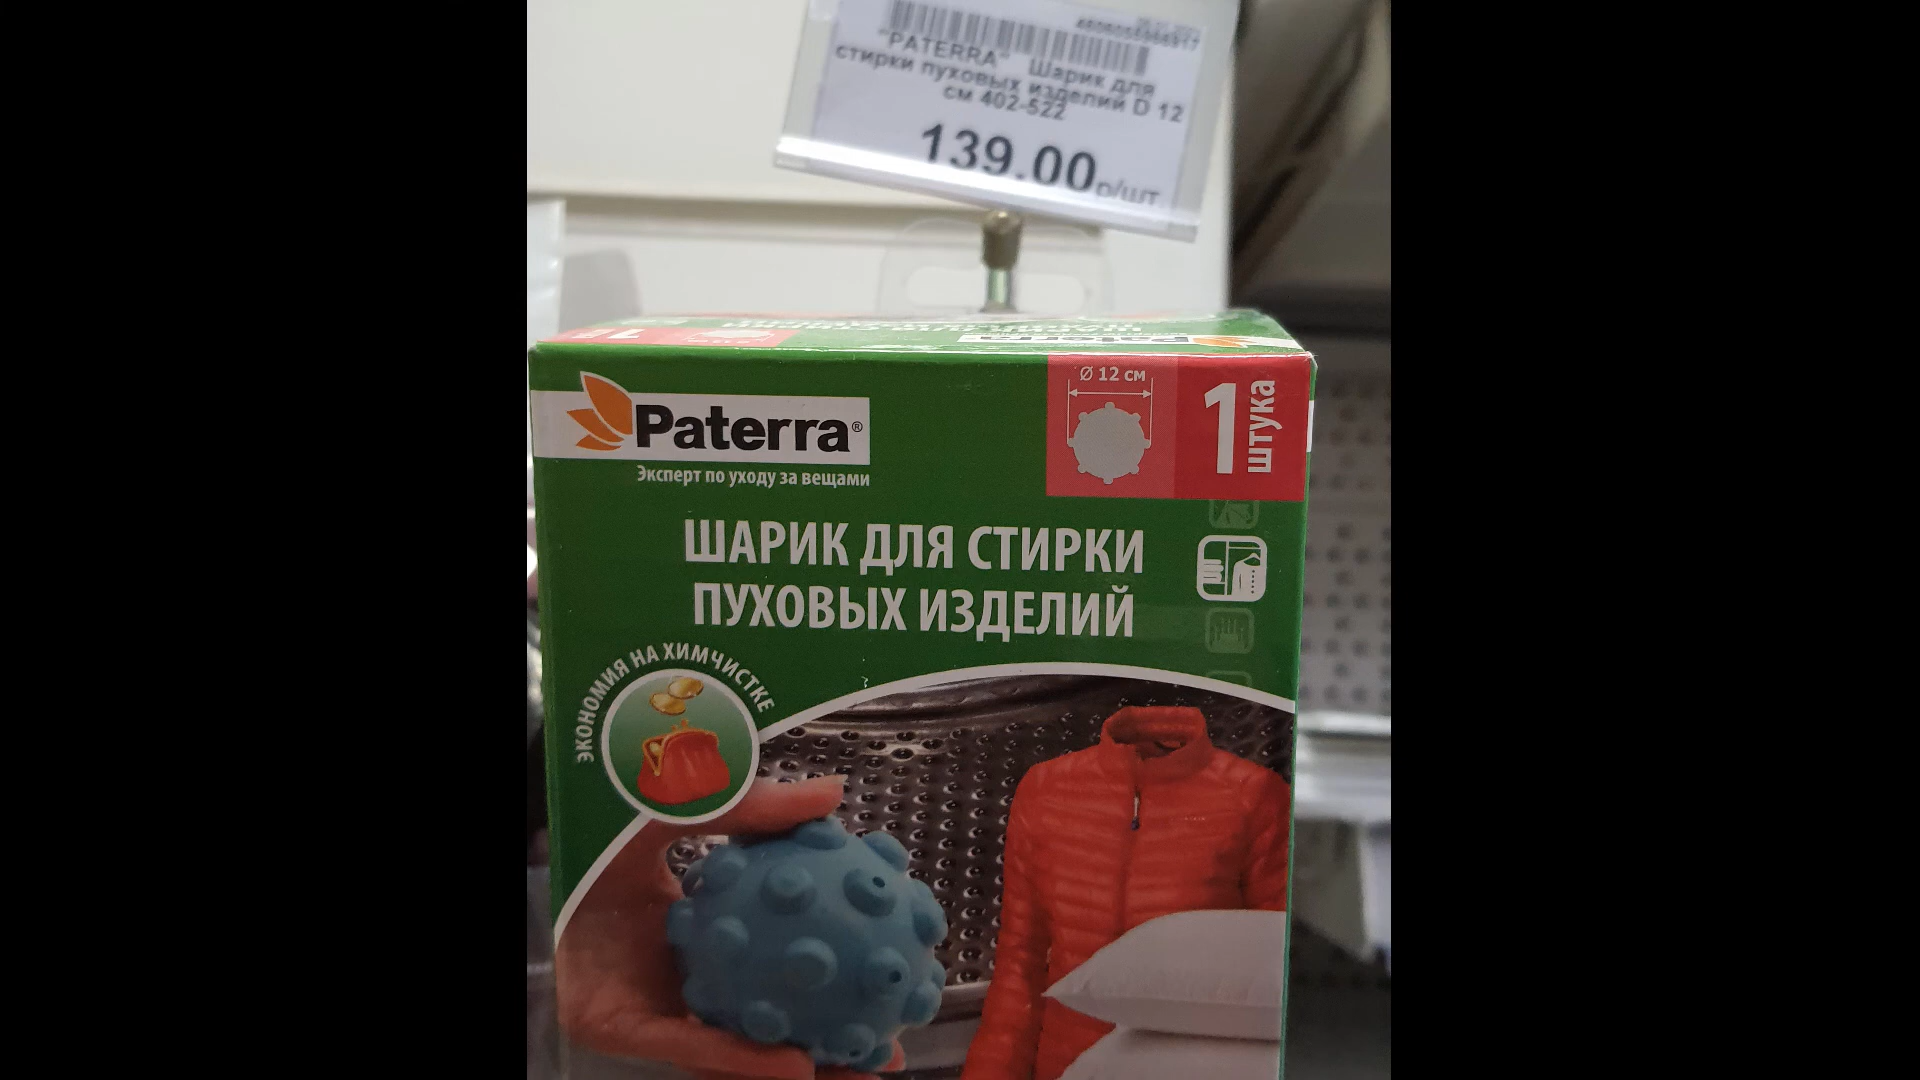 "PATERRA" Шарик для
стирки пуховых изделий D 12
см 402-522
139.00р/шт
Paterra
Ø 12 см
1 штука
Paterra®
Эксперт по уходу за вещами
ШАРИК ДЛЯ СТИРКИ
ПУХОВЫХ ИЗДЕЛИЙ
ЭКОНОМИЯ НА ХИМЧИСТКЕ